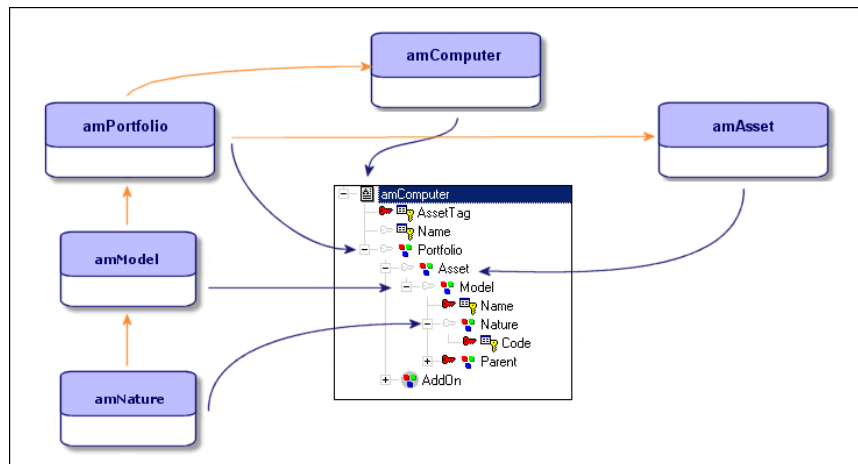 amComputer
amPortfolio
amAsset
amComputer
AssetTag
Name
Portfolio
amModel
Asset
Model
Name
Nature
Code
Parent
amNature
AddOn